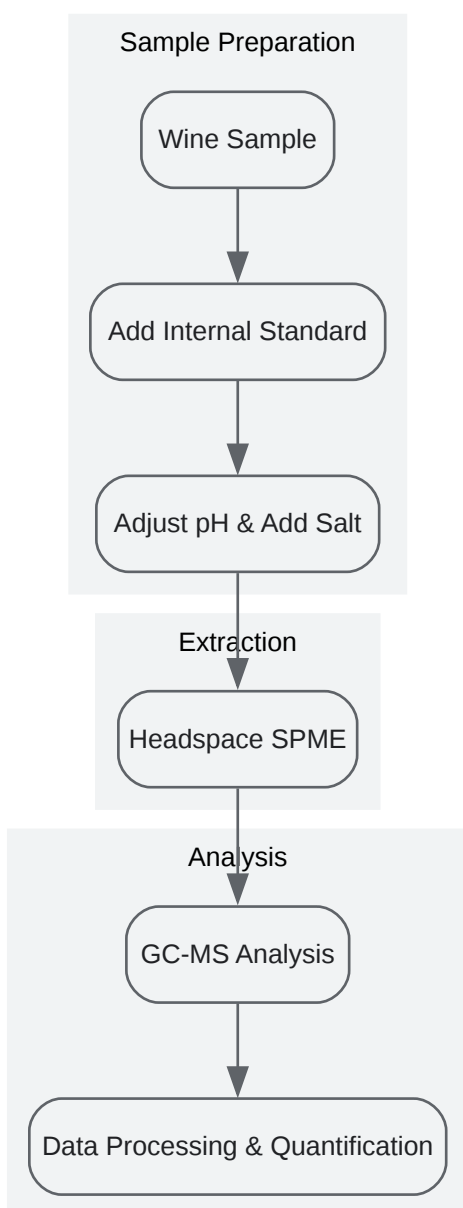 Sample Preparation
Wine Sample
Add Internal Standard
Adjust pH & Add Salt
Extraction
Headspace SPME
Analysis
GC-MS Analysis
Data Processing & Quantification